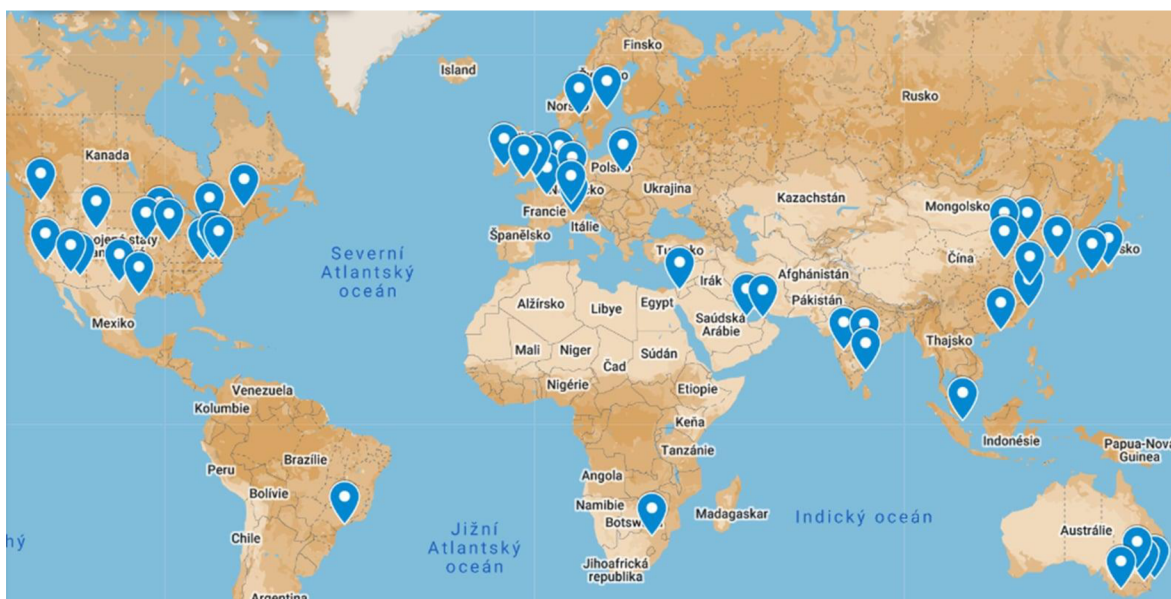 Finsko
Island
Rusko
Kanada
Polsko
Ukrajina
Kazachstán
Mongolsko
Francie
Itálie
Španělsko
Čína
Severní
Atlantský
oceán
Irák
Afghánistán
Alžírsko
Libye
Egypt
Pákistán
Saúdská
Arábie
Mexiko
Thajsko
Mali
Niger
Čad
Súdán
Nigérie
Etiopie
Venezuela
Kolumbie
Keňa
Indonésie
Papua-Nová
Guinea
Tanzánie
Peru
Brazílie
Angola
Bolívie
Namibie
Madagaskar
Indický oceán
Jižní
Atlantský
oceán
Chile
hý
Austrálie
Jihoafrická
republika
Argentina